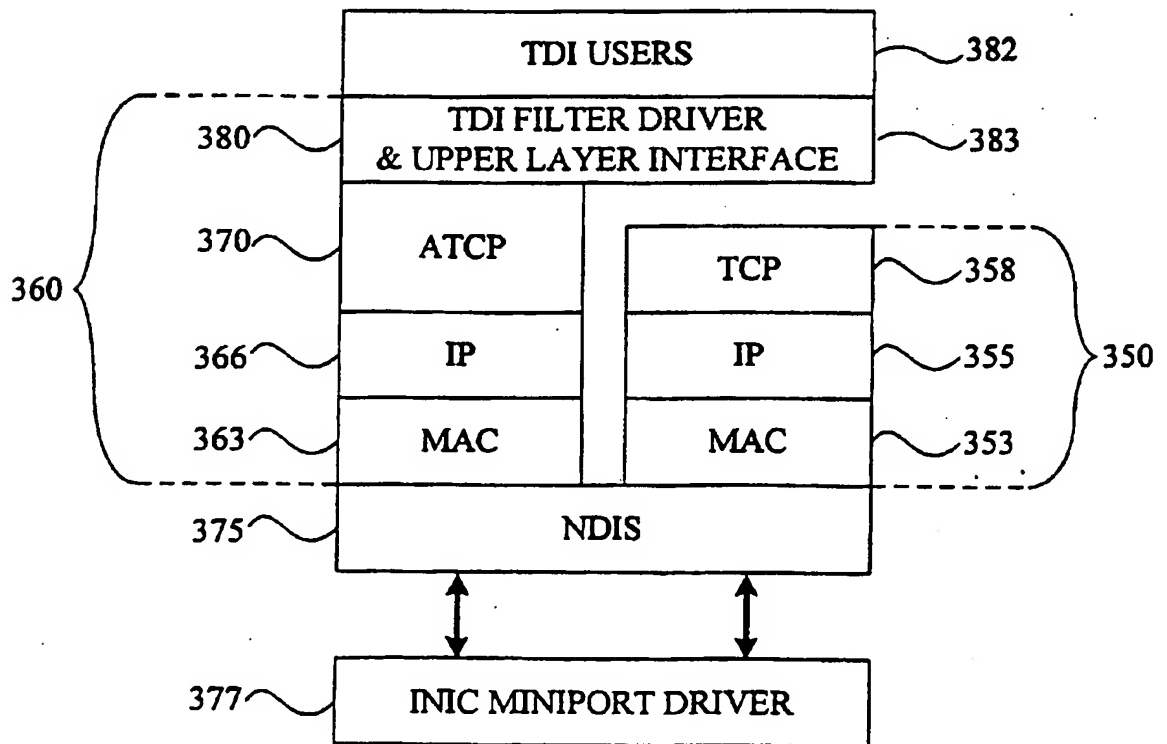 TDI USERS
382
380
TDI FILTER DRIVER
& UPPER LAYER INTERFACE
383
370
ATCP
TCP
358
360
366
IP
IP
355
350
363
MAC
MAC
353
375
NDIS
377
INIC MINIPORT DRIVER